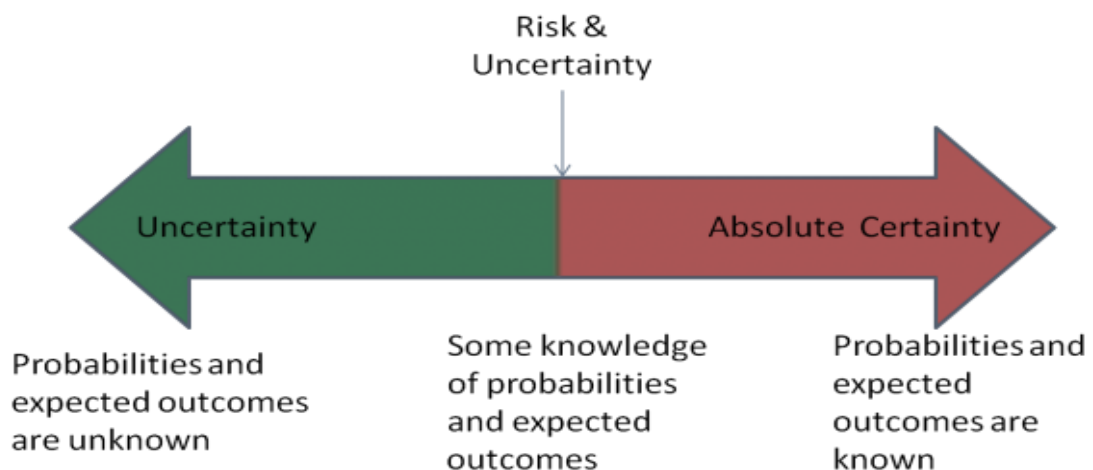 Risk &
Uncertainty
Uncertainty
Absolute Certainty
Probabilities and
expected outcomes
are unknown
Some knowledge
of probabilities
and expected
outcomes
Probabilities and
expected
outcomes are
known